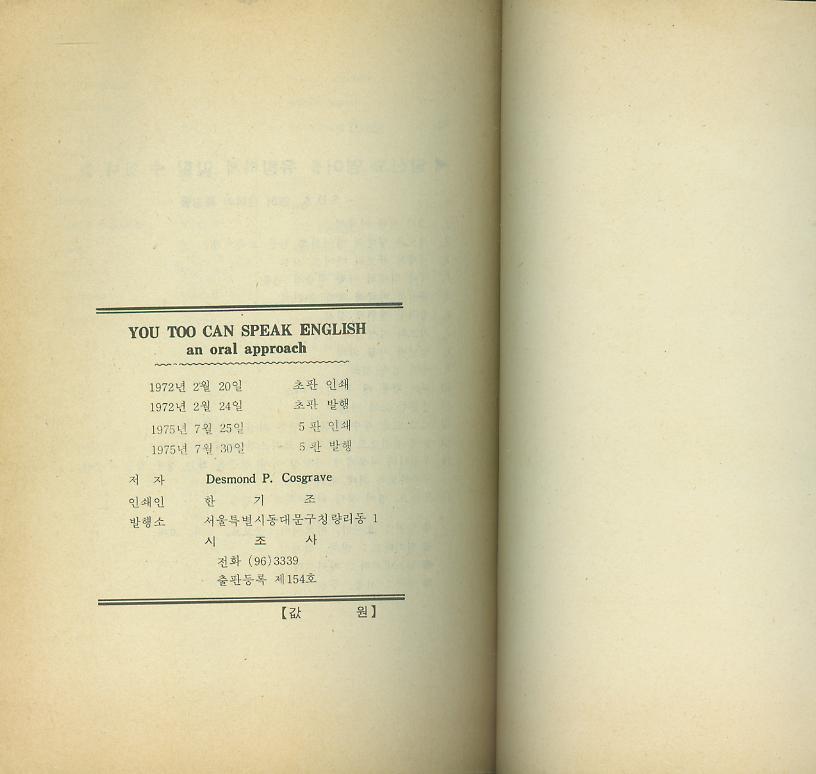 YOU TOO CAN SPEAK ENGLISH
an oral approach
1972년 2월 20일 초판 인쇄
1972년 2월 24일 초판 발행
1975년 7월 25일 5판 인쇄
1975년 7월 30일 5판 발행
저 자 Desmond P. Cosgrave
인쇄인 한 기 조
발행소 서울특별시동대문구청량리동 1
시 조 사
전화 (96)3339
출판등록 제154호
【값 원】